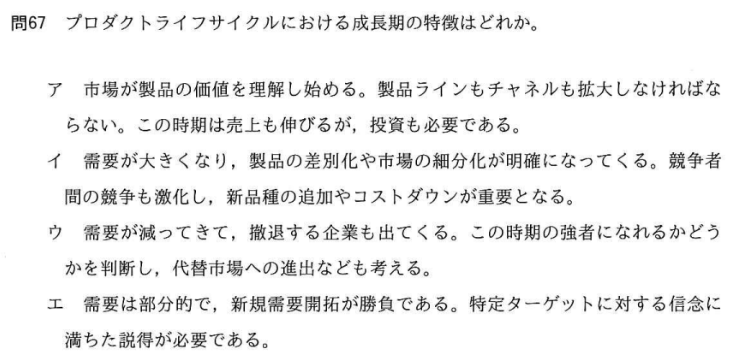 問67 プロダクトライフサイクルにおける成長期の特徴はどれか。
ア 市場が製品の価値を理解し始める。製品ラインもチャネルも拡大しなければな
らない。この時期は売上も伸びるが，投資も必要である。
イ 需要が大きくなり，製品の差別化や市場の細分化が明確になってくる。競争者
間の競争も激化し，新品種の追加やコストダウンが重要となる。
ウ 需要が減ってきて，撤退する企業も出てくる。この時期の強者になれるかどう
かを判断し，代替市場への進出なども考える。
エ 需要は部分的で，新規需要開拓が勝負である。特定ターゲットに対する信念に
満ちた説得が必要である。